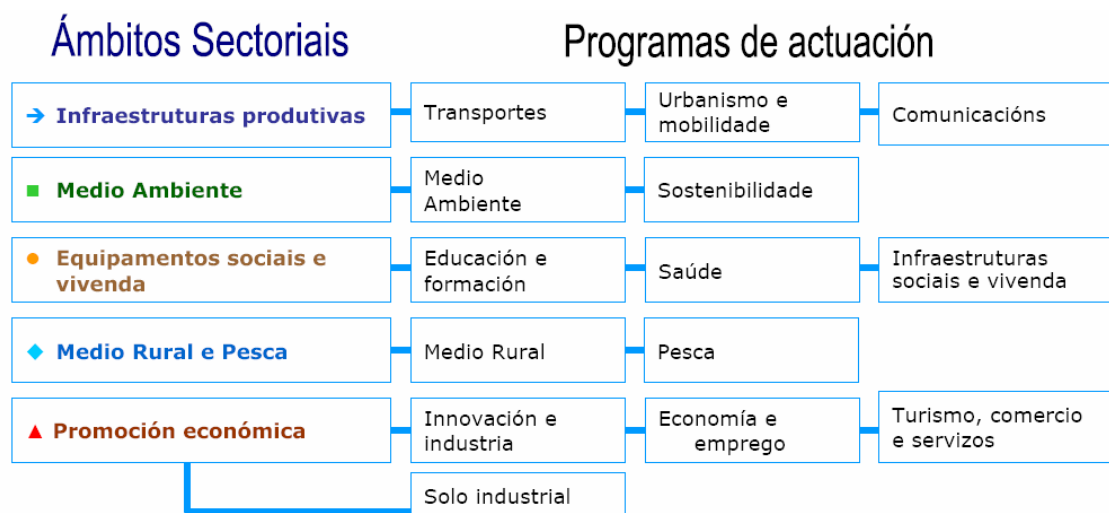 Ámbitos Sectoriais
Programas de actuación
Infraestruturas produtivas
Transportes
Urbanismo e
mobilidade
Comunicacións
Medio Ambiente
Medio
Ambiente
Sostenibilidade
Equipamentos sociais e
vivenda
Educación e
formación
Saúde
Infraestruturas
sociais e vivenda
Medio Rural e Pesca
Medio Rural
Pesca
Promoción económica
Innovación e
industria
Economía e
emprego
Turismo, comercio
e servizos
Solo industrial